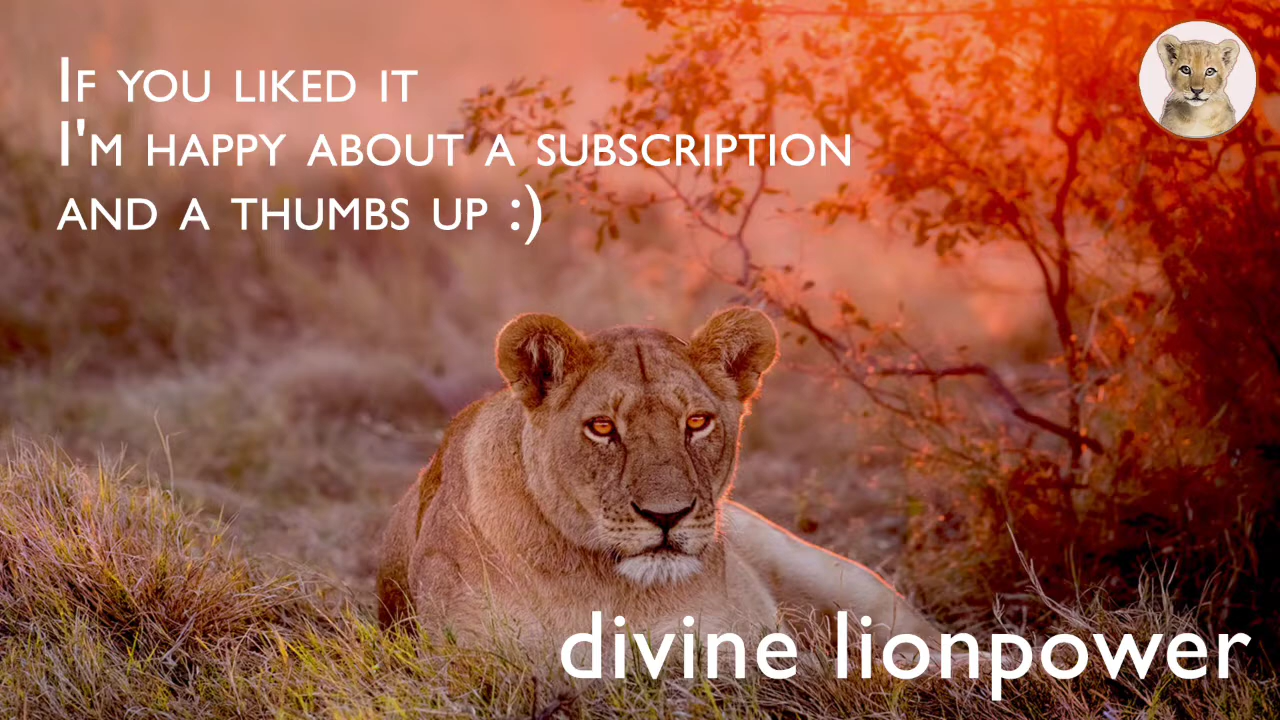 If you liked it
I'm happy about a subscription
and a thumbs up :)
divine lionpower